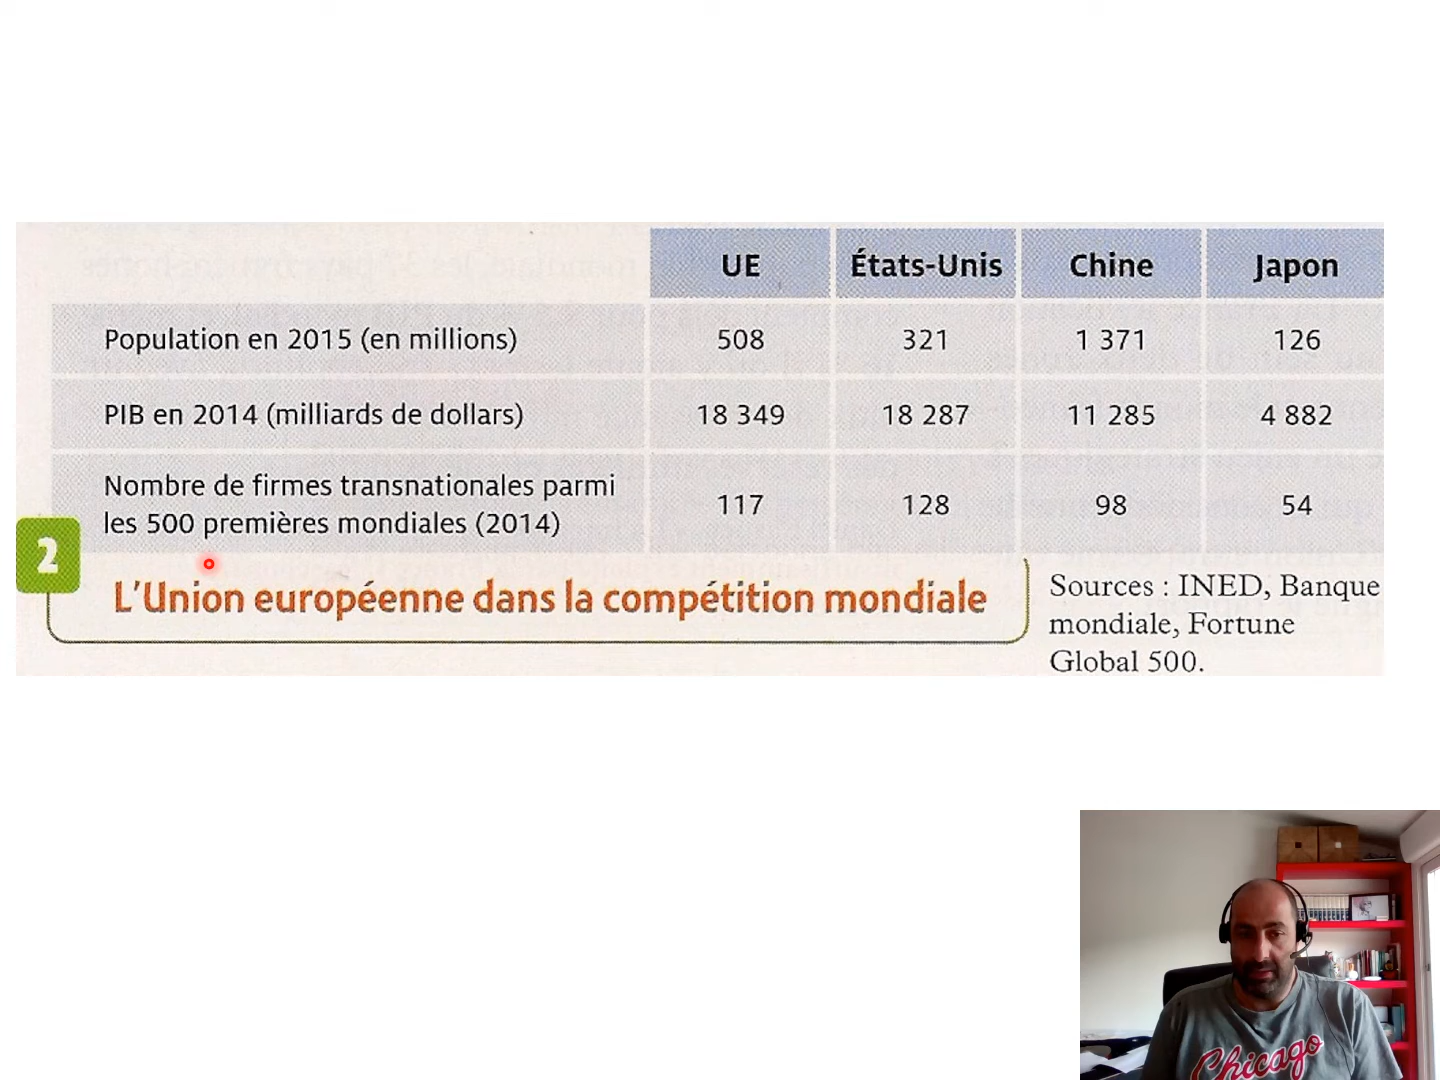 UE États-Unis Chine Japon
Population en 2015 (en millions) 508 321 1 371 126
PIB en 2014 (milliards de dollars) 18 349 18 287 11 285 4 882
Nombre de firmes transnationales parmi
les 500 premières mondiales (2014) 117 128 98 54
2
L'Union européenne dans la compétition mondiale
Sources : INED, Banque
mondiale, Fortune
Global 500.
Chicago